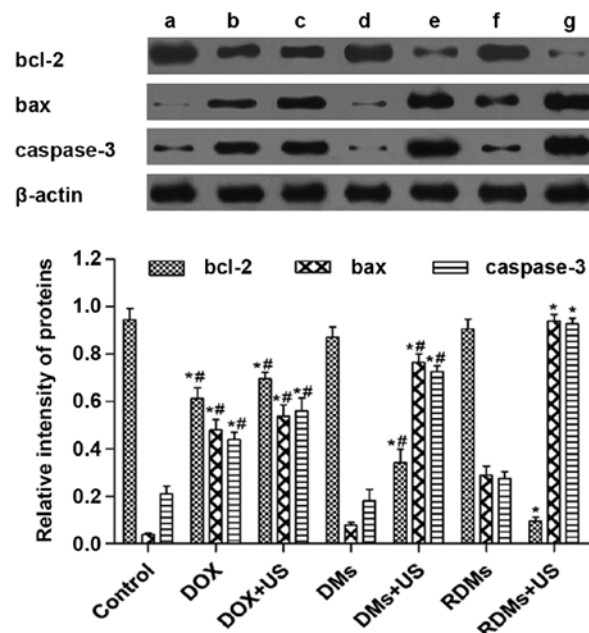 a b c d e f g
bcl-2
bax
caspase-3
β-actin
bcl-2 bax caspase-3
Relative intensity of proteins
1.2
1.0
0.8
0.6
0.4
0.2
0.0
*# *# *#
*# *# *#
*# *# *#
* * *
Control DOX DOX+US DMs DMs+US RDMs RDMs+US